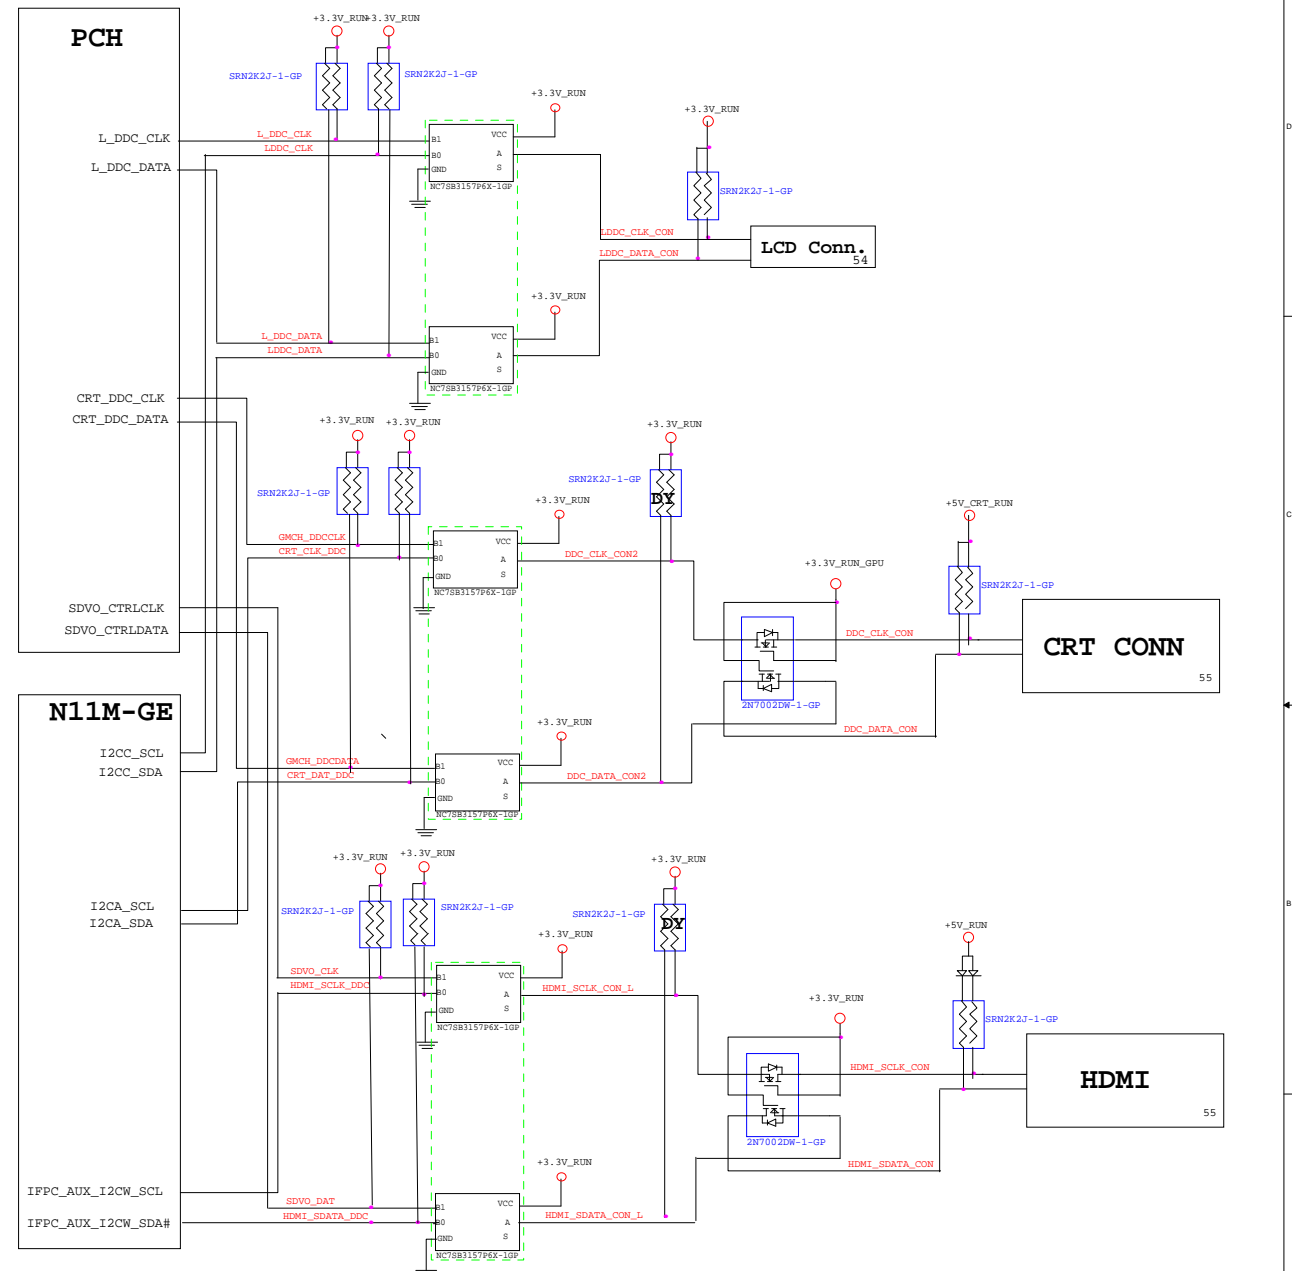 +3.3V_RUN
+3.3V_RUN
PCH
SRN2K2J-1-GP
SRN2K2J-1-GP
+3.3V_RUN
+3.3V_RUN
D
L_DDC_CLK
L_DDC_CLK
B1
VCC
LDDC_CLK
B0
A
L_DDC_DATA
GND
S
NC7SB3157P6X-1GP
SRN2K2J-1-GP
LDDC_CLK_CON
LCD Conn.
54
LDDC_DATA_CON
+3.3V_RUN
L_DDC_DATA
B1
VCC
LDDC_DATA
B0
A
GND
S
NC7SB3157P6X-1GP
CRT_DDC_CLK
CRT_DDC_DATA
+3.3V_RUN
+3.3V_RUN
+3.3V_RUN
SRN2K2J-1-GP
SRN2K2J-1-GP
DY
+3.3V_RUN
+5V_CRT_RUN
C
GMCH_DDCCLK
B1
VCC
CRT_CLK_DDC
B0
A
DDC_CLK_CON2
GND
S
NC7SB3157P6X-1GP
+3.3V_RUN_GPU
SRN2K2J-1-GP
SDVO_CTRLCLK
SDVO_CTRLDATA
DDC_CLK_CON
CRT CONN
55
N11M-GE
2N7002DW-1-GP
DDC_DATA_CON
+3.3V_RUN
I2CC_SCL
I2CC_SDA
GMCH_DDCDATA
B1
VCC
CRT_DAT_DDC
B0
A
DDC_DATA_CON2
GND
S
NC7SB3157P6X-1GP
+3.3V_RUN
+3.3V_RUN
+3.3V_RUN
I2CA_SCL
I2CA_SDA
SRN2K2J-1-GP
SRN2K2J-1-GP
SRN2K2J-1-GP
DY
B
+3.3V_RUN
+5V_RUN
SDVO_CLK
B1
VCC
HDMI_SCLK_DDC
B0
A
HDMI_SCLK_CON_L
GND
S
NC7SB3157P6X-1GP
+3.3V_RUN
SRN2K2J-1-GP
HDMI_SCLK_CON
HDMI
55
2N7002DW-1-GP
HDMI_SDATA_CON
+3.3V_RUN
IFPC_AUX_I2CW_SCL
SDVO_DAT
B1
VCC
IFPC_AUX_I2CW_SDA#
HDMI_SDATA_DDC
B0
A
HDMI_SDATA_CON_L
GND
S
NC7SB3157P6X-1GP